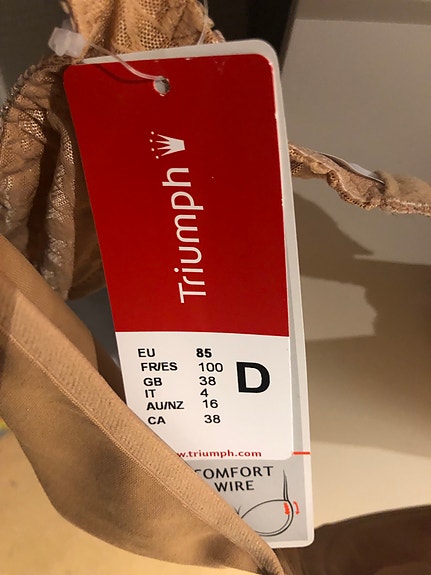 Triumph
EU 85
FR/ES 100
GB 38
IT 4
AU/NZ 16
CA 38
D
www.triumph.com
COMFORT
WIRE